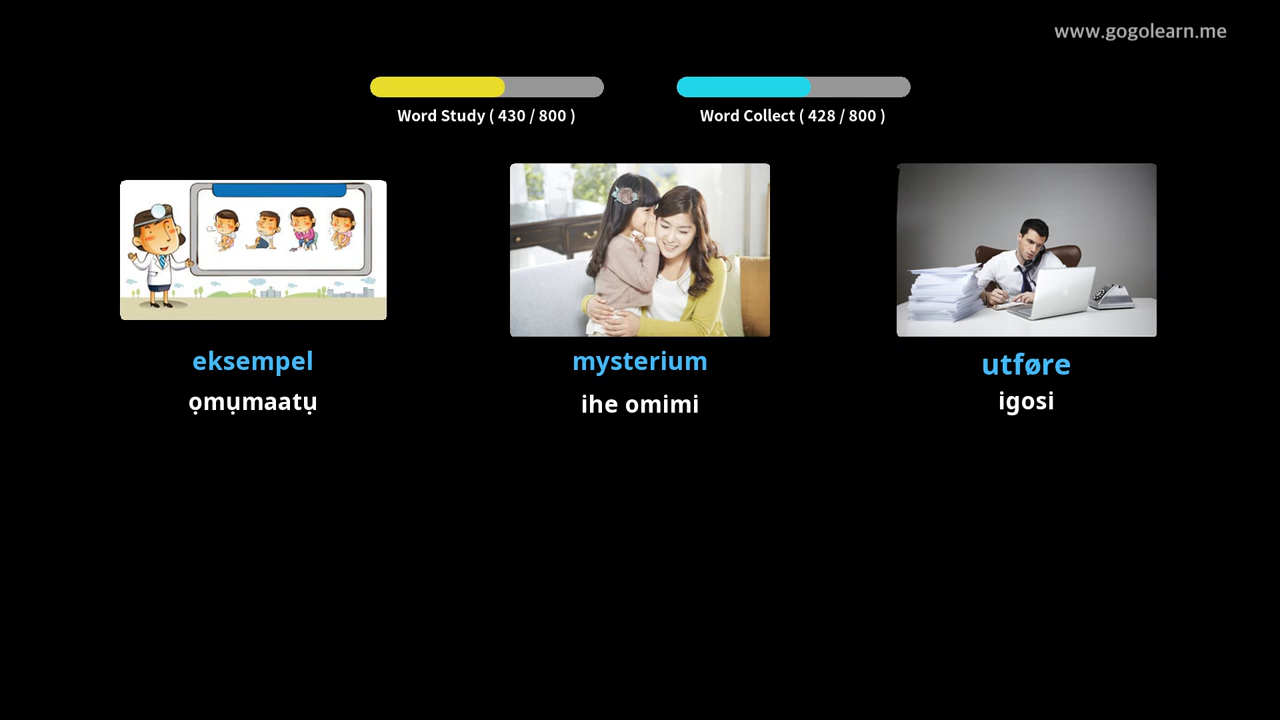 www.gogolearn.me
Word Study ( 430 / 800 )
Word Collect ( 428 / 800 )
eksempel
ọmụmaatụ
mysterium
ihe omimi
utføre
igosi